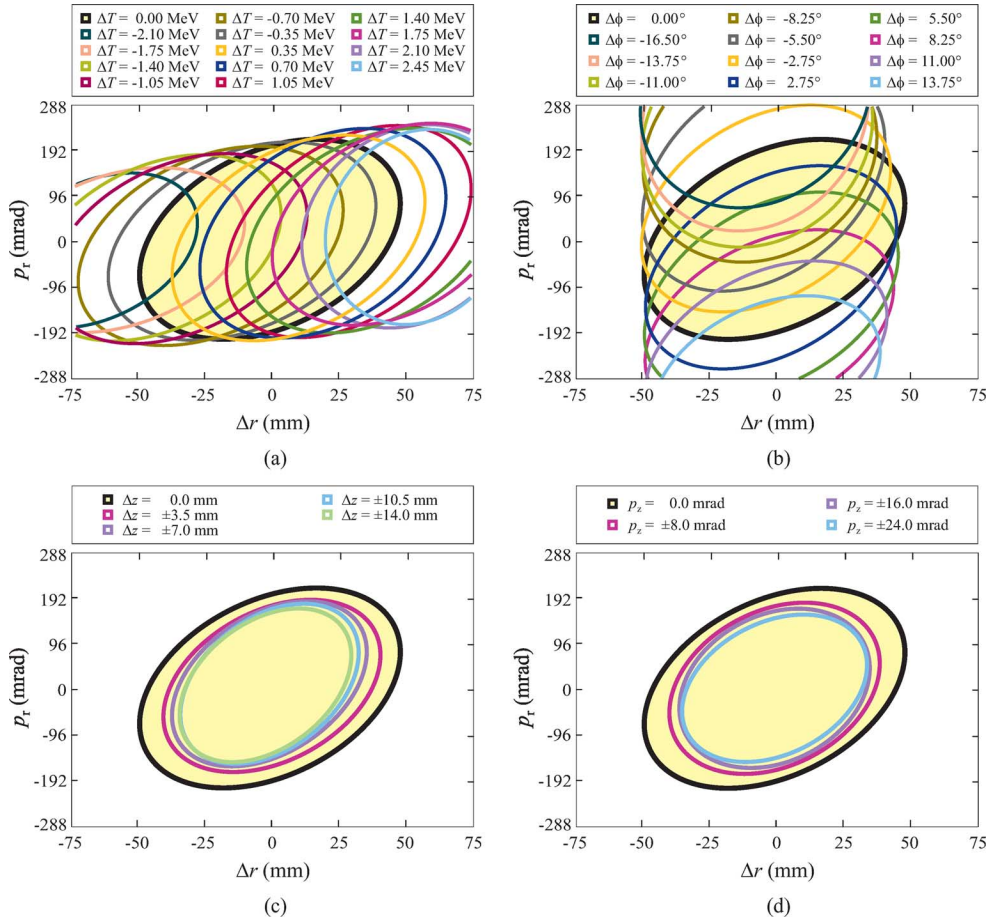 ΔT = 0.00 MeV ΔT = -0.70 MeV ΔT = 1.40 MeV
ΔT = -2.10 MeV ΔT = -0.35 MeV ΔT = 1.75 MeV
ΔT = -1.75 MeV ΔT = 0.35 MeV ΔT = 2.10 MeV
ΔT = -1.40 MeV ΔT = 0.70 MeV ΔT = 2.45 MeV
ΔT = -1.05 MeV ΔT = 1.05 MeV
288
192
96
0
-96
-192
-288
p_r (mrad)
-75 -50 -25 0 25 50 75
Δr (mm)
(a)
Δϕ = 0.00° Δϕ = -8.25° Δϕ = 5.50°
Δϕ = -16.50° Δϕ = -5.50° Δϕ = 8.25°
Δϕ = -13.75° Δϕ = -2.75° Δϕ = 11.00°
Δϕ = -11.00° Δϕ = 2.75° Δϕ = 13.75°
288
192
96
0
-96
-192
-288
p_r (mrad)
-75 -50 -25 0 25 50 75
Δr (mm)
(b)
Δz = 0.0 mm Δz = ±10.5 mm
Δz = ±3.5 mm Δz = ±14.0 mm
Δz = ±7.0 mm
288
192
96
0
-96
-192
-288
p_r (mrad)
-75 -50 -25 0 25 50 75
Δr (mm)
(c)
p_z = 0.0 mrad p_z = ±16.0 mrad
p_z = ±8.0 mrad p_z = ±24.0 mrad
288
192
96
0
-96
-192
-288
p_r (mrad)
-75 -50 -25 0 25 50 75
Δr (mm)
(d)